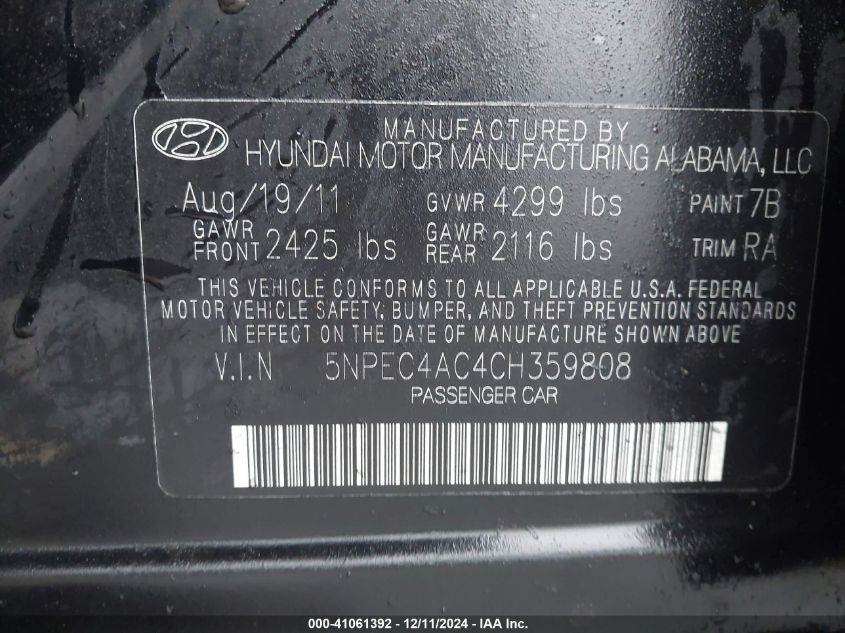 MANUFACTURED BY
HYUNDAI MOTOR MANUFACTURING ALABAMA, LLC
Aug/19/11 GVWR 4299 lbs PAINT 7B
GAWR FRONT 2425 lbs GAWR REAR 2116 lbs TRIM RA
THIS VEHICLE CONFORMS TO ALL APPLICABLE U.S.A. FEDERAL
MOTOR VEHICLE SAFETY, BUMPER, AND THEFT PREVENTION STANDARDS
IN EFFECT ON THE DATE OF MANUFACTURE SHOWN ABOVE.
V.I.N 5NPEC4AC4CH359808
PASSENGER CAR
000-41061392 - 12/11/2024 - IAA Inc.